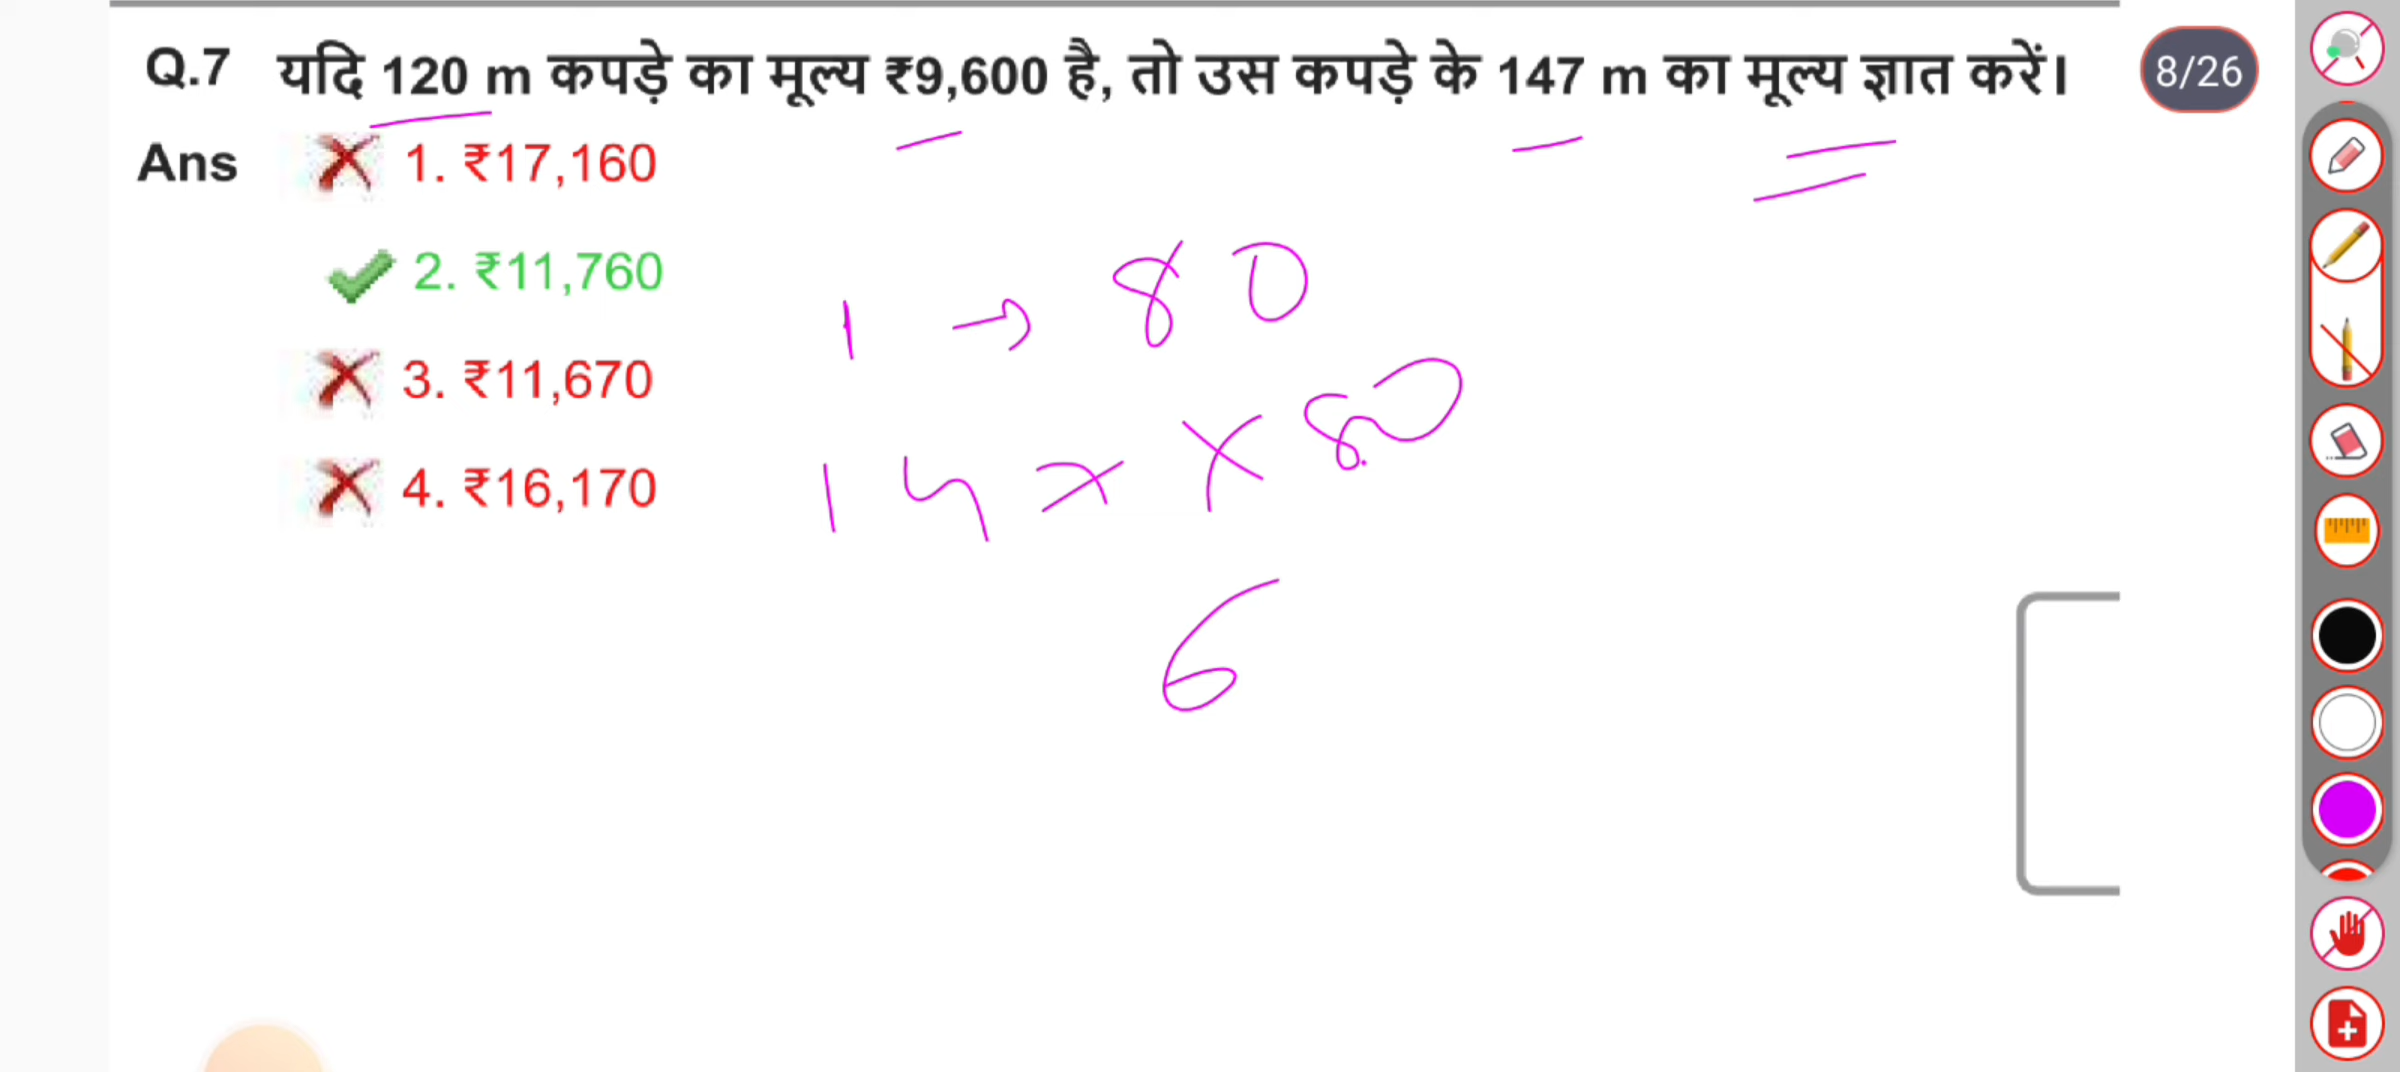 Q.7 यदि 120 m कपड़े का मूल्य ₹9,600 है, तो उस कपड़े के 147 m का मूल्य ज्ञात करें।
8/26
Ans 1. ₹17,160
2. ₹11,760
3. ₹11,670
4. ₹16,170
1 → 80
147 × 80
6